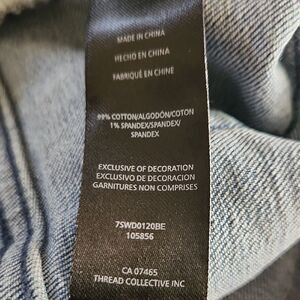 MADE IN CHINA
HECHO EN CHINA
FABRIQUÉ EN CHINE
99% COTTON/ALGODÓN/COTON
1% SPANDEX/SPANDEX/
SPANDEX
EXCLUSIVE OF DECORATION
EXCLUSIVO DE DECORACION
GARNITURES NON COMPRISES
7SWD0120BE
105856
CA 07465
THREAD COLLECTIVE INC